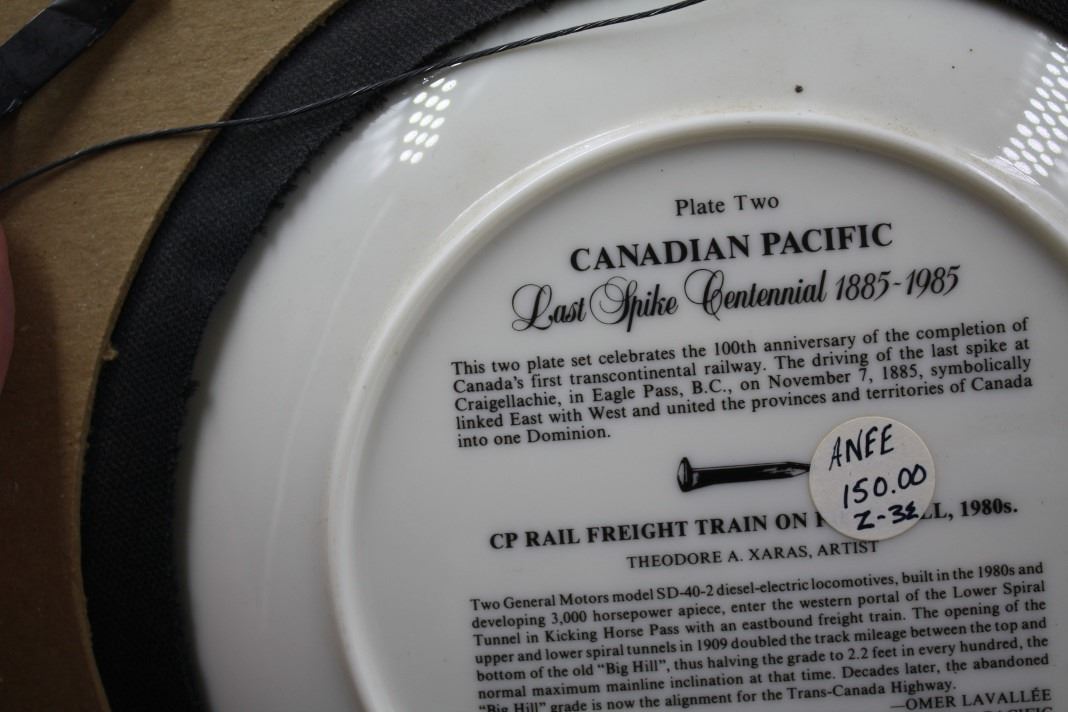 Plate Two
CANADIAN PACIFIC
Last Spike Centennial 1885-1985
This two plate set celebrates the 100th anniversary of the completion of
Canada's first transcontinental railway. The driving of the last spike at
Craigellachie, in Eagle Pass, B.C., on November 7, 1885, symbolically
linked East with West and united the provinces and territories of Canada
into one Dominion.
ANEE
150.00
Z-3E
CP RAIL FREIGHT TRAIN ON 1980s.
THEODORE A. XARAS, ARTIST
Two General Motors model SD-40-2 diesel-electric locomotives, built in the 1980s and
developing 3,000 horsepower apiece, enter the western portal of the Lower Spiral
Tunnel in Kicking Horse Pass with an eastbound freight train. The opening of the
upper and lower spiral tunnels in 1909 doubled the track mileage between the top and
bottom of the old "Big Hill", thus halving the grade to 2.2 feet in every hundred, the
normal maximum mainline inclination at that time. Decades later, the abandoned
"Big Hill" grade is now the alignment for the Trans-Canada Highway.
—OMER LAVALLÉE